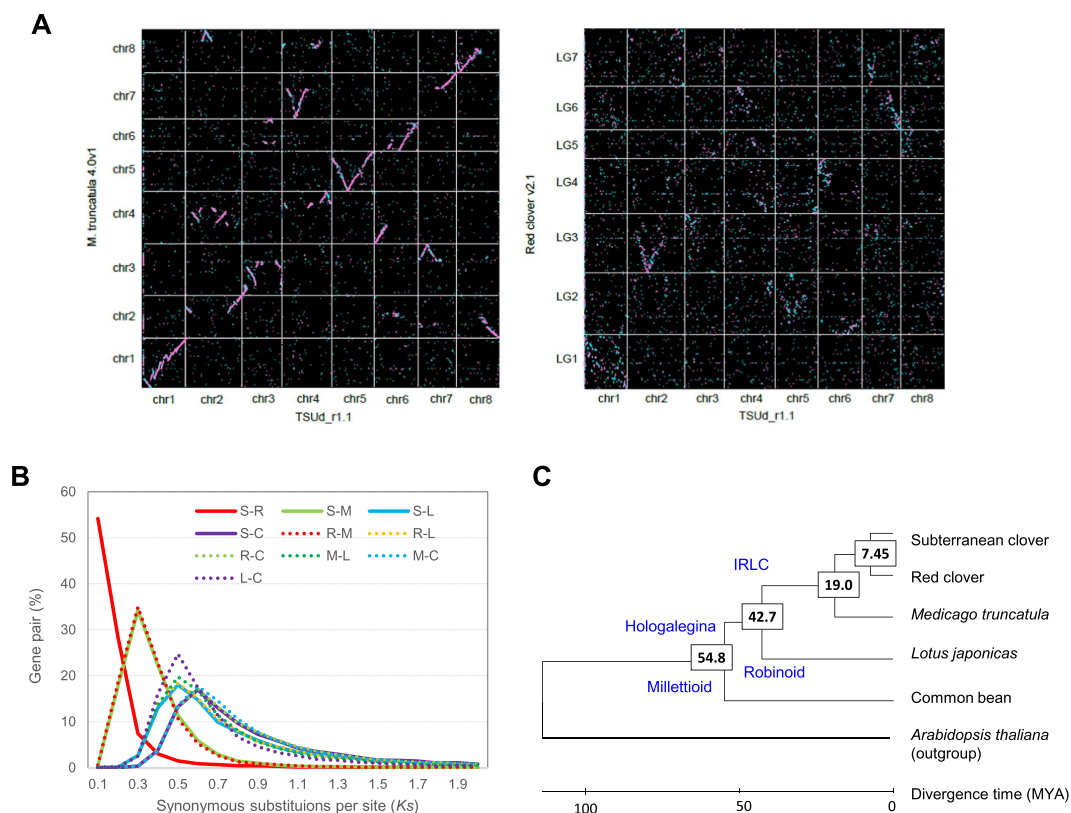 A
M. truncatula 4.0v1
chr8
chr7
chr6
chr5
chr4
chr3
chr2
chr1
chr1 chr2 chr3 chr4 chr5 chr6 chr7 chr8
TSUd_r1.1
Red clover v2.1
LG7
LG6
LG5
LG4
LG3
LG2
LG1
chr1 chr2 chr3 chr4 chr5 chr6 chr7 chr8
TSUd_r1.1
B
Gene pair (%)
60
50
40
30
20
10
0
S-R S-M S-L
S-C R-M R-L
R-C M-L M-C
L-C
0.1 0.3 0.5 0.7 0.9 1.1 1.3 1.5 1.7 1.9
Synonymous substituions per site (Ks)
C
Subterranean clover
7.45
Red clover
IRLC
19.0
Medicago truncatula
42.7
Hologalegina
Lotus japonicas
54.8
Robinoid
Millettioid
Common bean
Arabidopsis thaliana
(outgroup)
100 50 0
Divergence time (MYA)